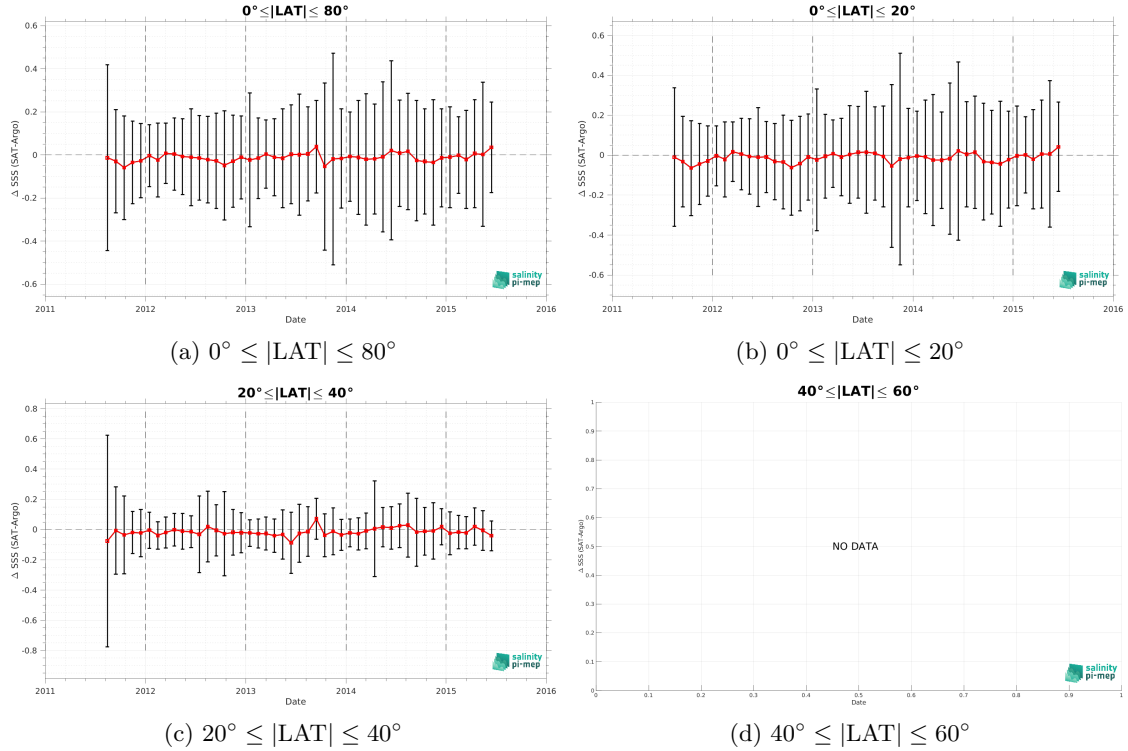 0°≤|LAT|≤ 80°
0.6
0.4
0.2
0
-0.2
-0.4
-0.6
Δ SSS (SAT-Argo)
2011
2012
2013
2014
2015
2016
Date
salinity
pi-mep
(a) 0° ≤ |LAT| ≤ 80°
0°≤|LAT|≤ 20°
0.6
0.4
0.2
0
-0.2
-0.4
-0.6
Δ SSS (SAT-Argo)
2011
2012
2013
2014
2015
2016
Date
salinity
pi-mep
(b) 0° ≤ |LAT| ≤ 20°
20°≤|LAT|≤ 40°
0.8
0.6
0.4
0.2
0
-0.2
-0.4
-0.6
-0.8
Δ SSS (SAT-Argo)
2011
2012
2013
2014
2015
2016
Date
salinity
pi-mep
(c) 20° ≤ |LAT| ≤ 40°
40°≤|LAT|≤ 60°
1
0.9
0.8
0.7
0.6
0.5
0.4
0.3
0.2
0.1
0
Δ SSS (SAT-Argo)
NO DATA
0
0.1
0.2
0.3
0.4
0.5
0.6
0.7
0.8
0.9
1
Date
salinity
pi-mep
(d) 40° ≤ |LAT| ≤ 60°